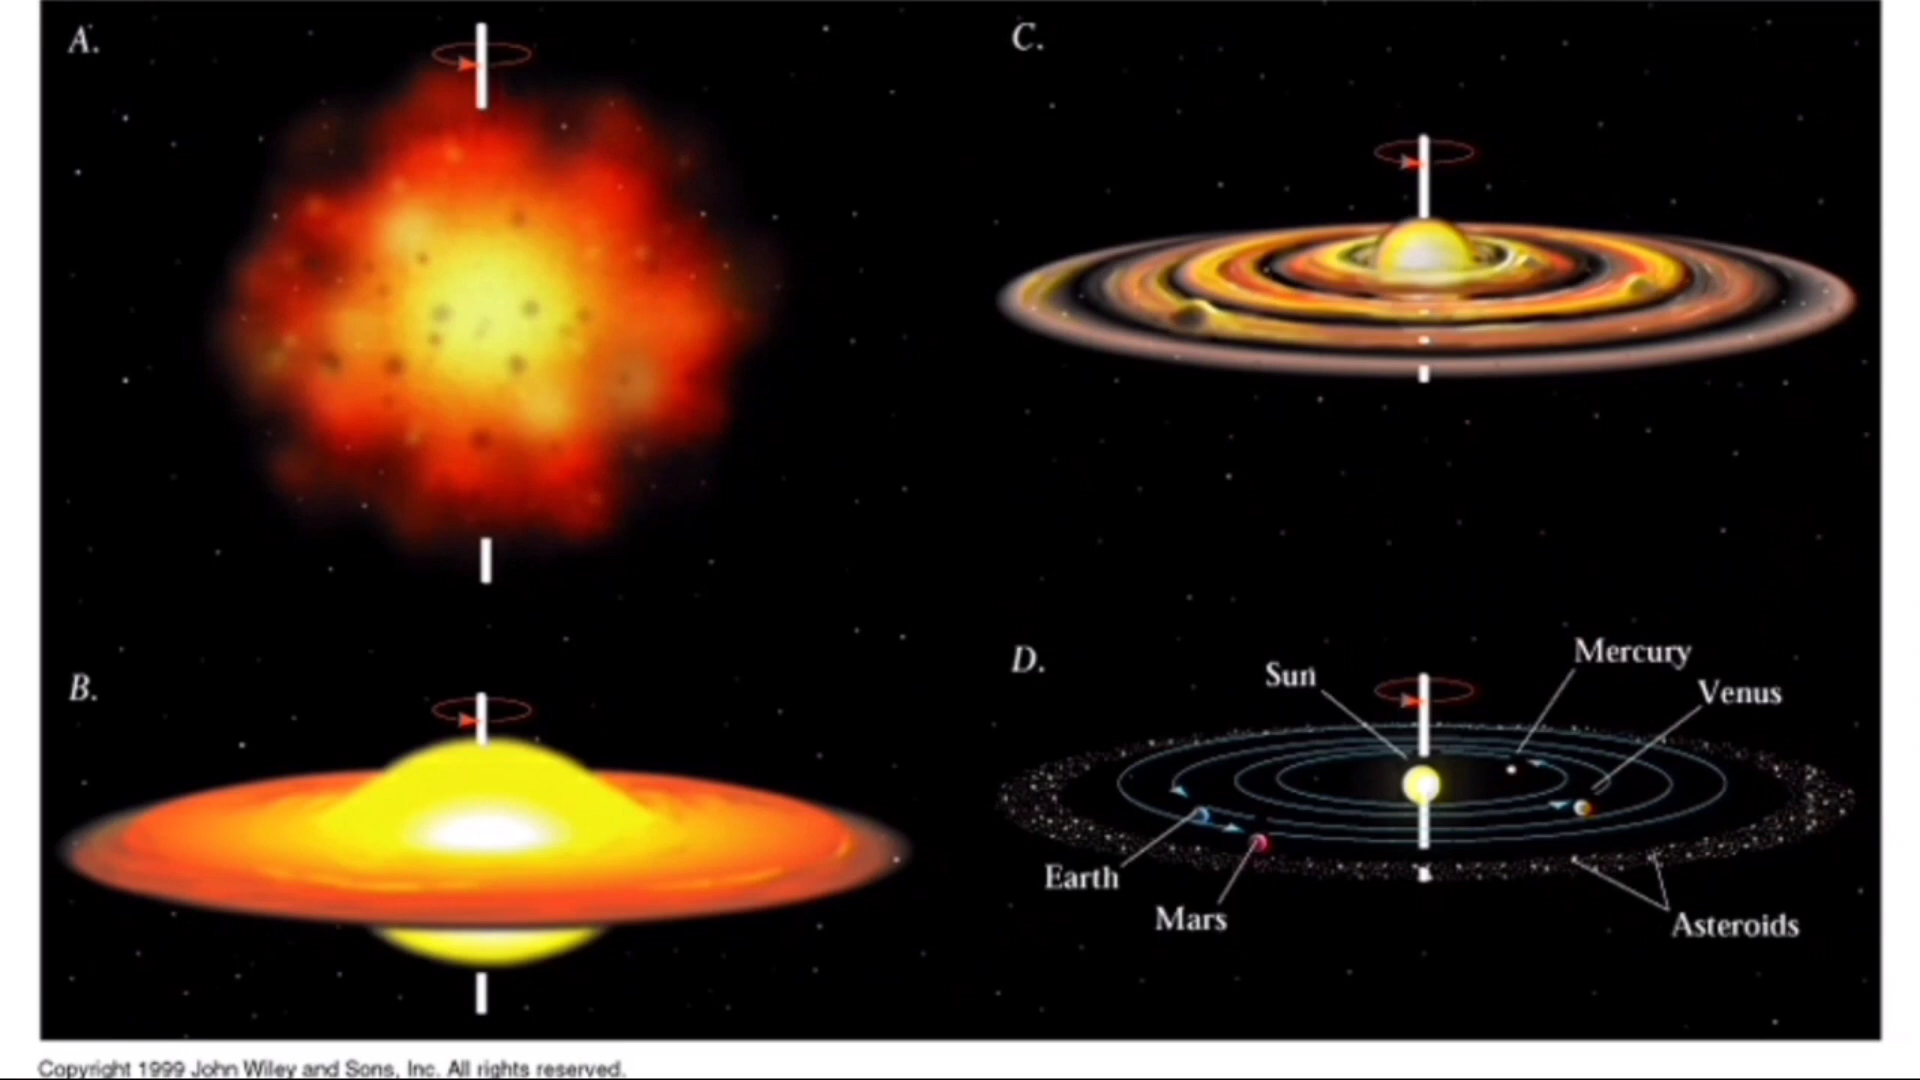 A.
C.
B.
D.
Sun
Mercury
Venus
Earth
Mars
Asteroids
Copyright 1999 John Wiley and Sons, Inc. All rights reserved.